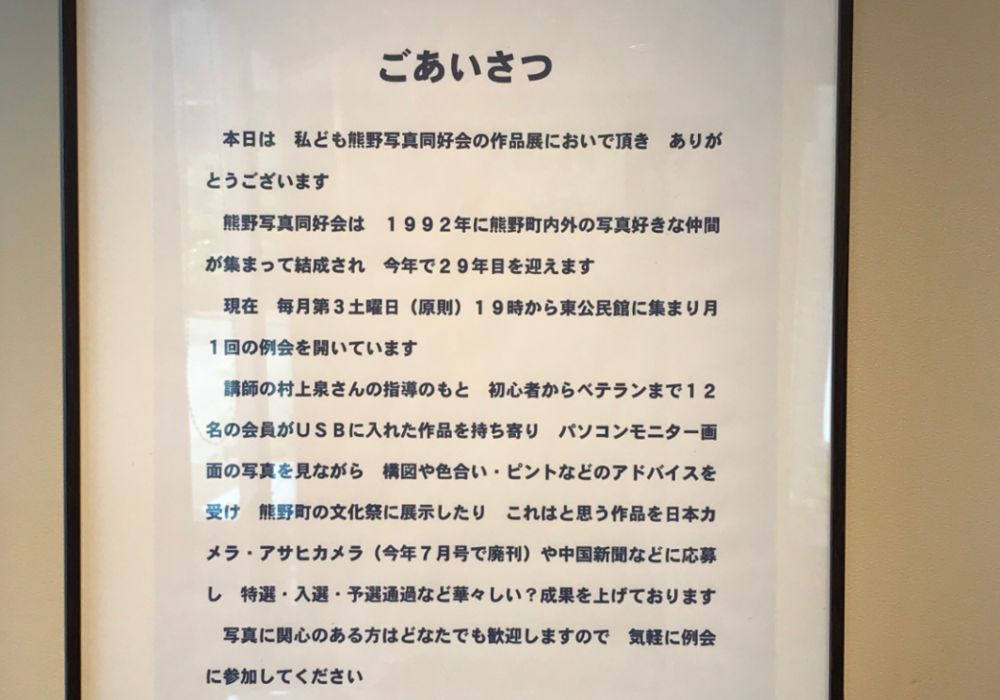 ごあいさつ
本日は　私ども熊野写真同好会の作品展においで頂き　ありが
とうございます
熊野写真同好会は　１９９２年に熊野町内外の写真好きな仲間
が集まって結成され　今年で２９年目を迎えます
現在　毎月第３土曜日（原則）１９時から東公民館に集まり月
１回の例会を開いています
講師の村上泉さんの指導のもと　初心者からベテランまで１２
名の会員がＵＳＢに入れた作品を持ち寄り　パソコンモニター画
面の写真を見ながら　構図や色合い・ピントなどのアドバイスを
受け　熊野町の文化祭に展示したり　これはと思う作品を日本カ
メラ・アサヒカメラ（今年７月号で廃刊）や中国新聞などに応募
し　特選・入選・予選通過など華々しい？成果を上げております
写真に関心のある方はどなたでも歓迎しますので　気軽に例会
に参加してください